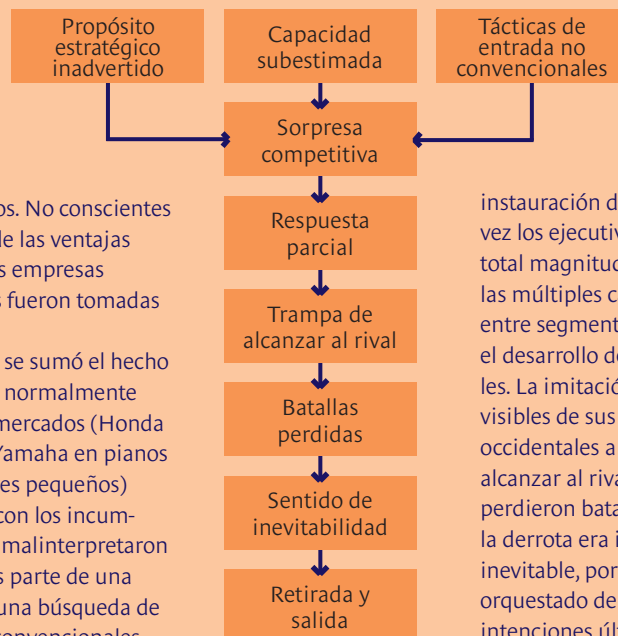 Propósito
estratégico
inadvertido
Capacidad
subestimada
Tácticas de
entrada no
convencionales
Sorpresa
competitiva
Respuesta
parcial
Trampa de
alcanzar al rival
Batallas
perdidas
Sentido de
inevitabilidad
Retirada y
salida
os. No conscientes
de las ventajas
s empresas
s fueron tomadas
se sumó el hecho
normalmente
mercados (Honda
Yamaha en pianos
es pequeños)
con los incum-
malinterpretaron
s parte de una
una búsqueda de
convencionales
instauración d
vez los ejecutiv
total magnitud
las múltiples c
entre segment
el desarrollo de
les. La imitació
visibles de sus
occidentales a
alcanzar al riva
perdieron bata
la derrota era i
inevitable, por
orquestado de
intenciones últ